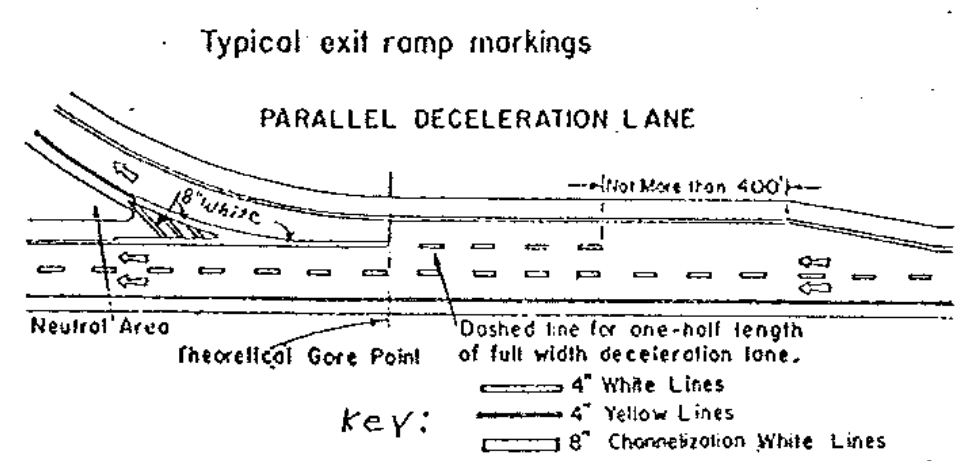 Typical exit ramp markings
PARALLEL DECELERATION LANE
Not More than 400'
8" White
Neutral Area
Theoretical Gore Point
Dashed line for one-half length
of full width deceleration lane.
Key:
4" White Lines
4" Yellow Lines
8" Channelization White Lines